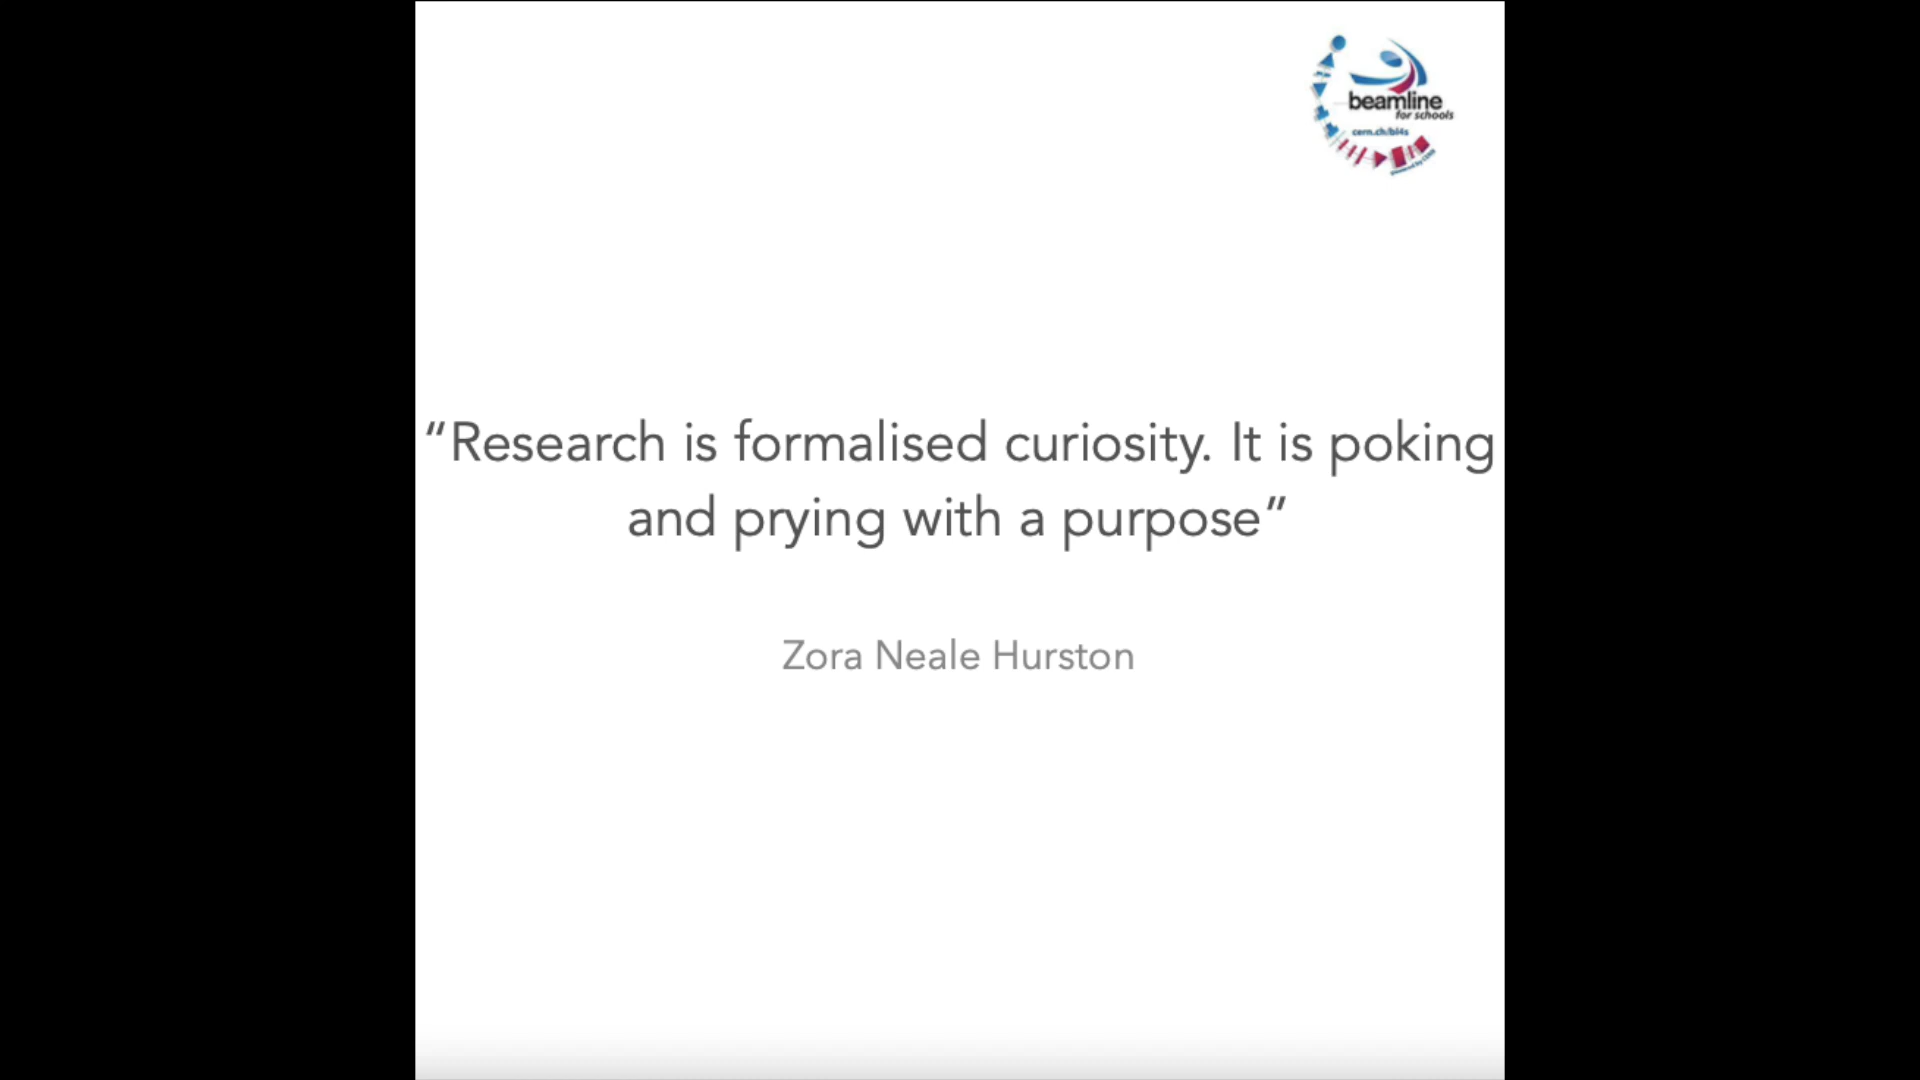 beamline
for schools
cern.ch/bl4s
“Research is formalised curiosity. It is poking
and prying with a purpose”
Zora Neale Hurston